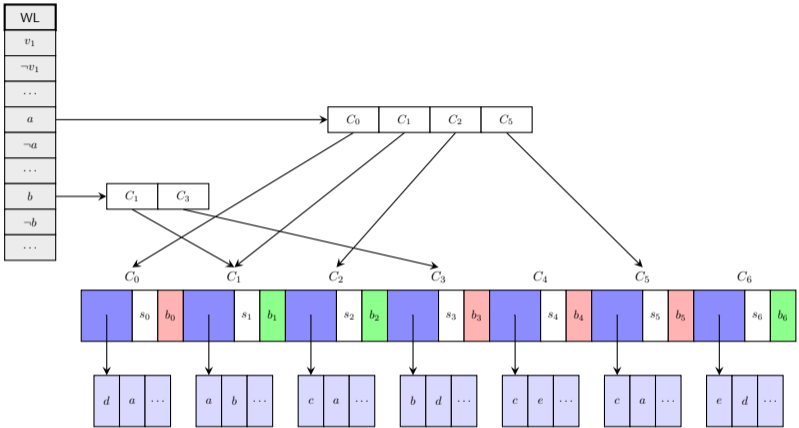 WL
v₁
¬v₁
···
a
¬a
···
b
¬b
···
C₀ C₁ C₂ C₅
C₁ C₃
C₀ C₁ C₂ C₃ C₄ C₅ C₆
s₀ b₀ s₁ b₁ s₂ b₂ s₃ b₃ s₄ b₄ s₅ b₅ s₆ b₆
d a ··· a b ··· c a ··· b d ··· c e ··· c a ··· e d ···